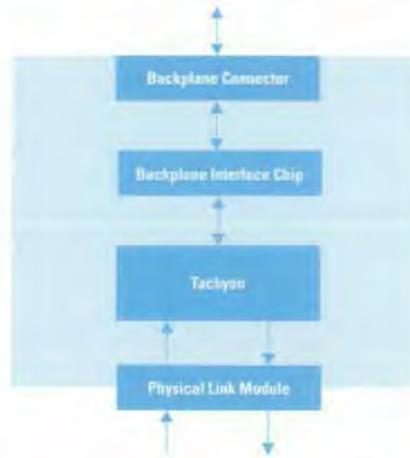 Backplane Connector
Backplane Interface Chip
Tachyon
Physical Link Module